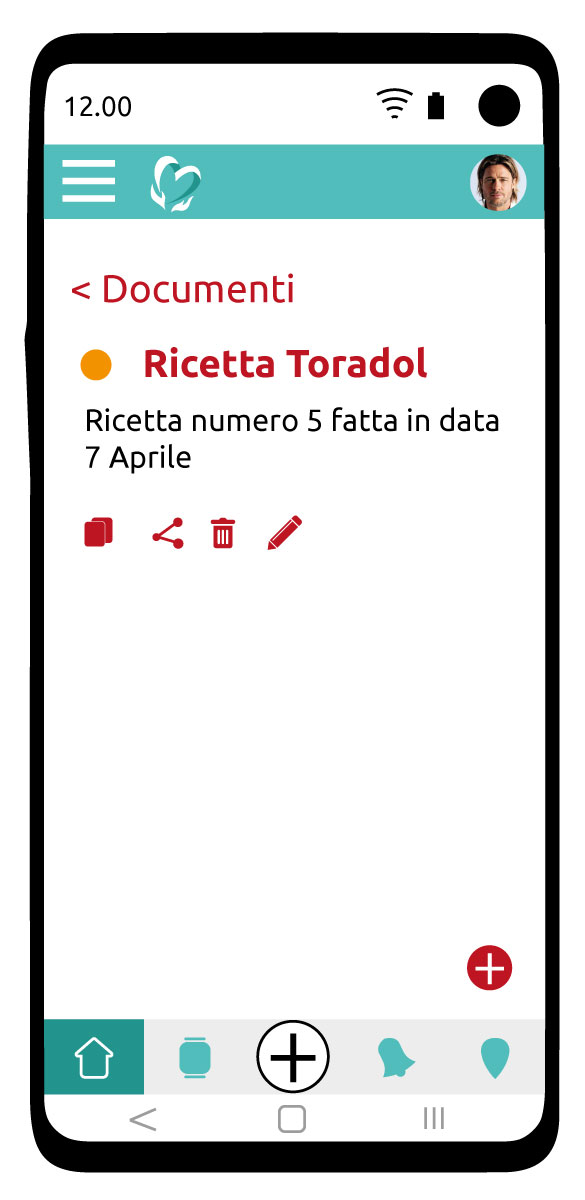 12.00
< Documenti
Ricetta Toradol
Ricetta numero 5 fatta in data
7 Aprile